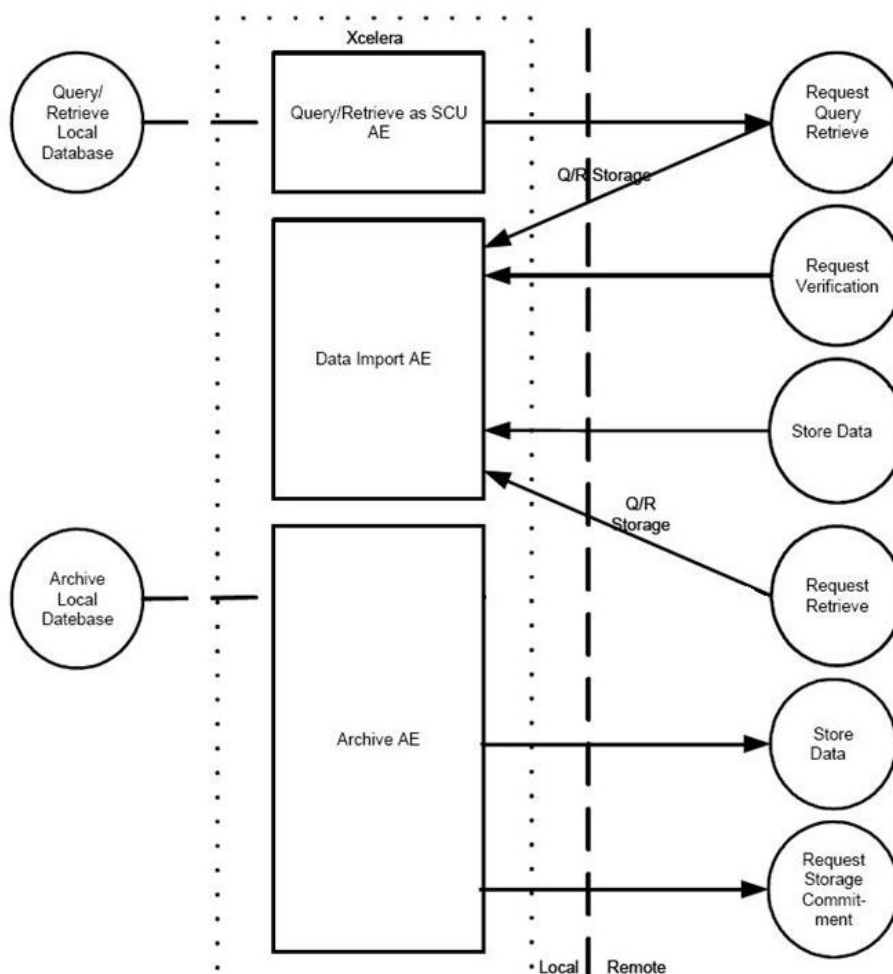 Xcelera
Query/
Retrieve
Local
Database
Query/Retrieve as SCU
AE
Request
Query
Retrieve
Q/R Storage
Request
Verification
Data Import AE
Store Data
Q/R
Storage
Archive
Local
Datebase
Request
Retrieve
Archive AE
Store
Data
Request
Storage
Commit-
ment
Local
Remote